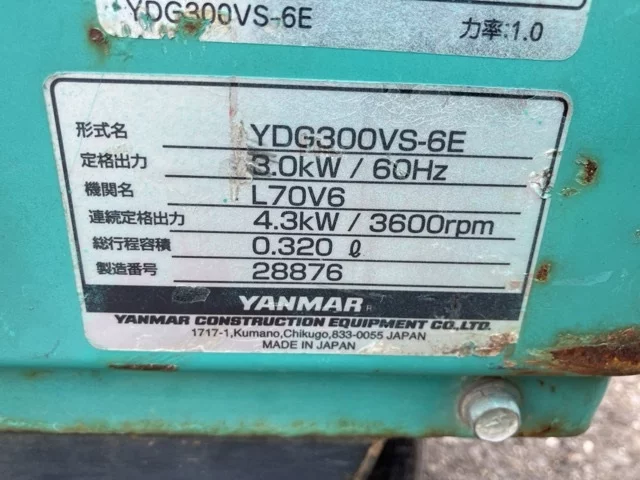 YDG300VS-6E
力率:1.0
形式名 YDG300VS-6E
定格出力 3.0kW / 60Hz
機関名 L70V6
連続定格出力 4.3kW / 3600rpm
総行程容積 0.320 ℓ
製造番号 28876
YANMAR
YANMAR CONSTRUCTION EQUIPMENT CO.,LTD.
1717-1,Kumano,Chikugo,833-0055 JAPAN
MADE IN JAPAN